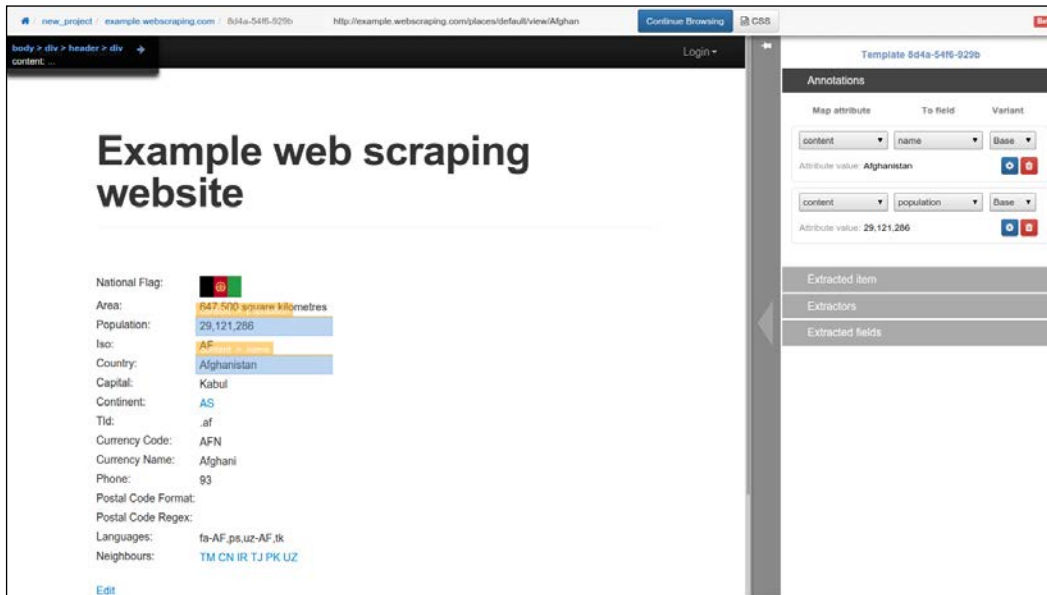 new_project / example.webscraping.com / 8d4a-54f6-929b http://example.webscraping.com/places/default/view/Afghan Continue Browsing CSS
body > div > header > div
content: ...
Login
Template 8d4a-54f6-929b
Annotations
Map attribute To field Variant
content name Base
Attribute value: Afghanistan
content population Base
Attribute value: 29,121,286
Extracted item
Extractors
Extracted fields
Example web scraping
website
National Flag:
Area: 647,500 square kilometres
Population: 29,121,286
Iso: AF
Country: Afghanistan
Capital: Kabul
Continent: AS
Tld: .af
Currency Code: AFN
Currency Name: Afghani
Phone: 93
Postal Code Format:
Postal Code Regex:
Languages: fa-AF,ps,uz-AF,tk
Neighbours: TM CN IR TJ PK UZ
Edit